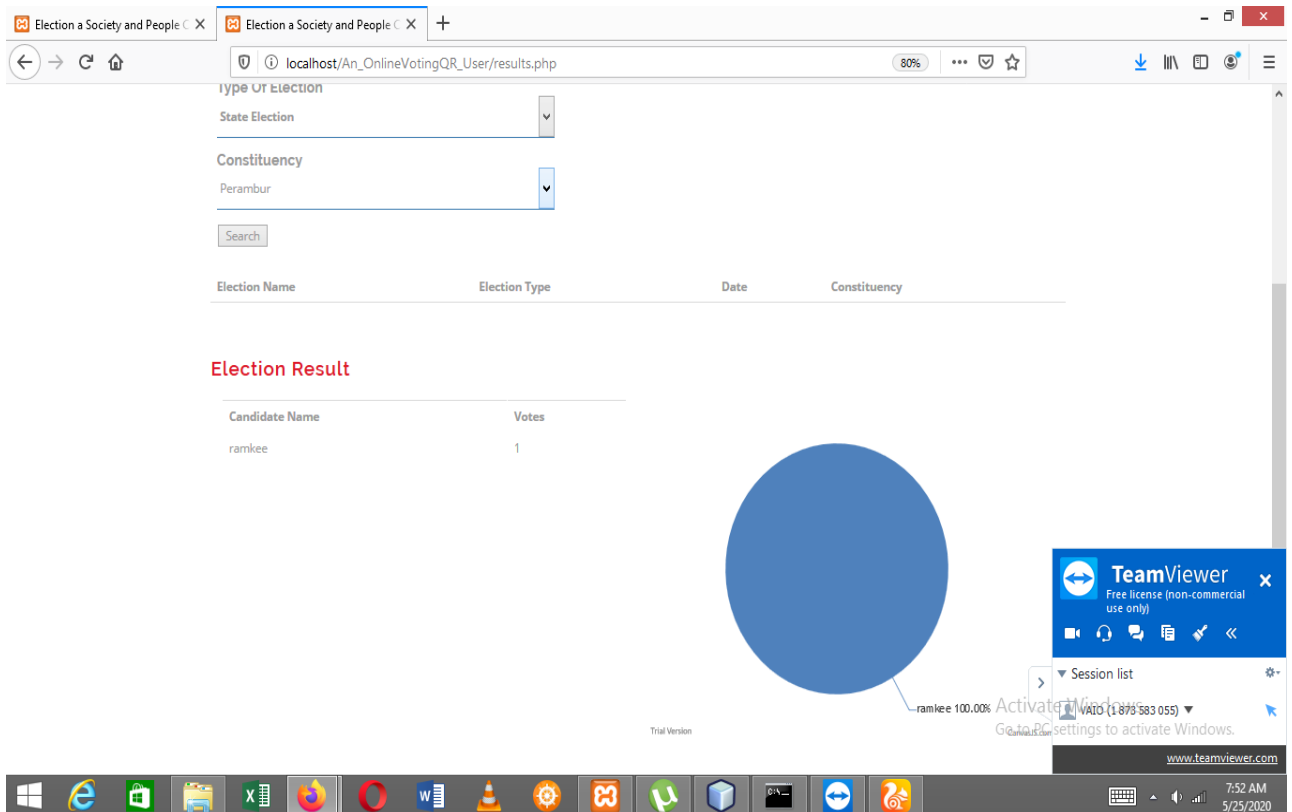 Election a Society and People C
Election a Society and People C
localhost/An_OnlineVotingQR_User/results.php
80%
Type Of Election
State Election
Constituency
Perambur
Search
Election Name Election Type Date Constituency
Election Result
Candidate Name Votes
ramkee 1
ramkee 100.00%
Trial Version
CanvasJS.com
Activate Windows
Go to PC settings to activate Windows.
TeamViewer
Free license (non-commercial
use only)
Session list
VAIO (1 873 583 055)
www.teamviewer.com
7:52 AM
5/25/2020